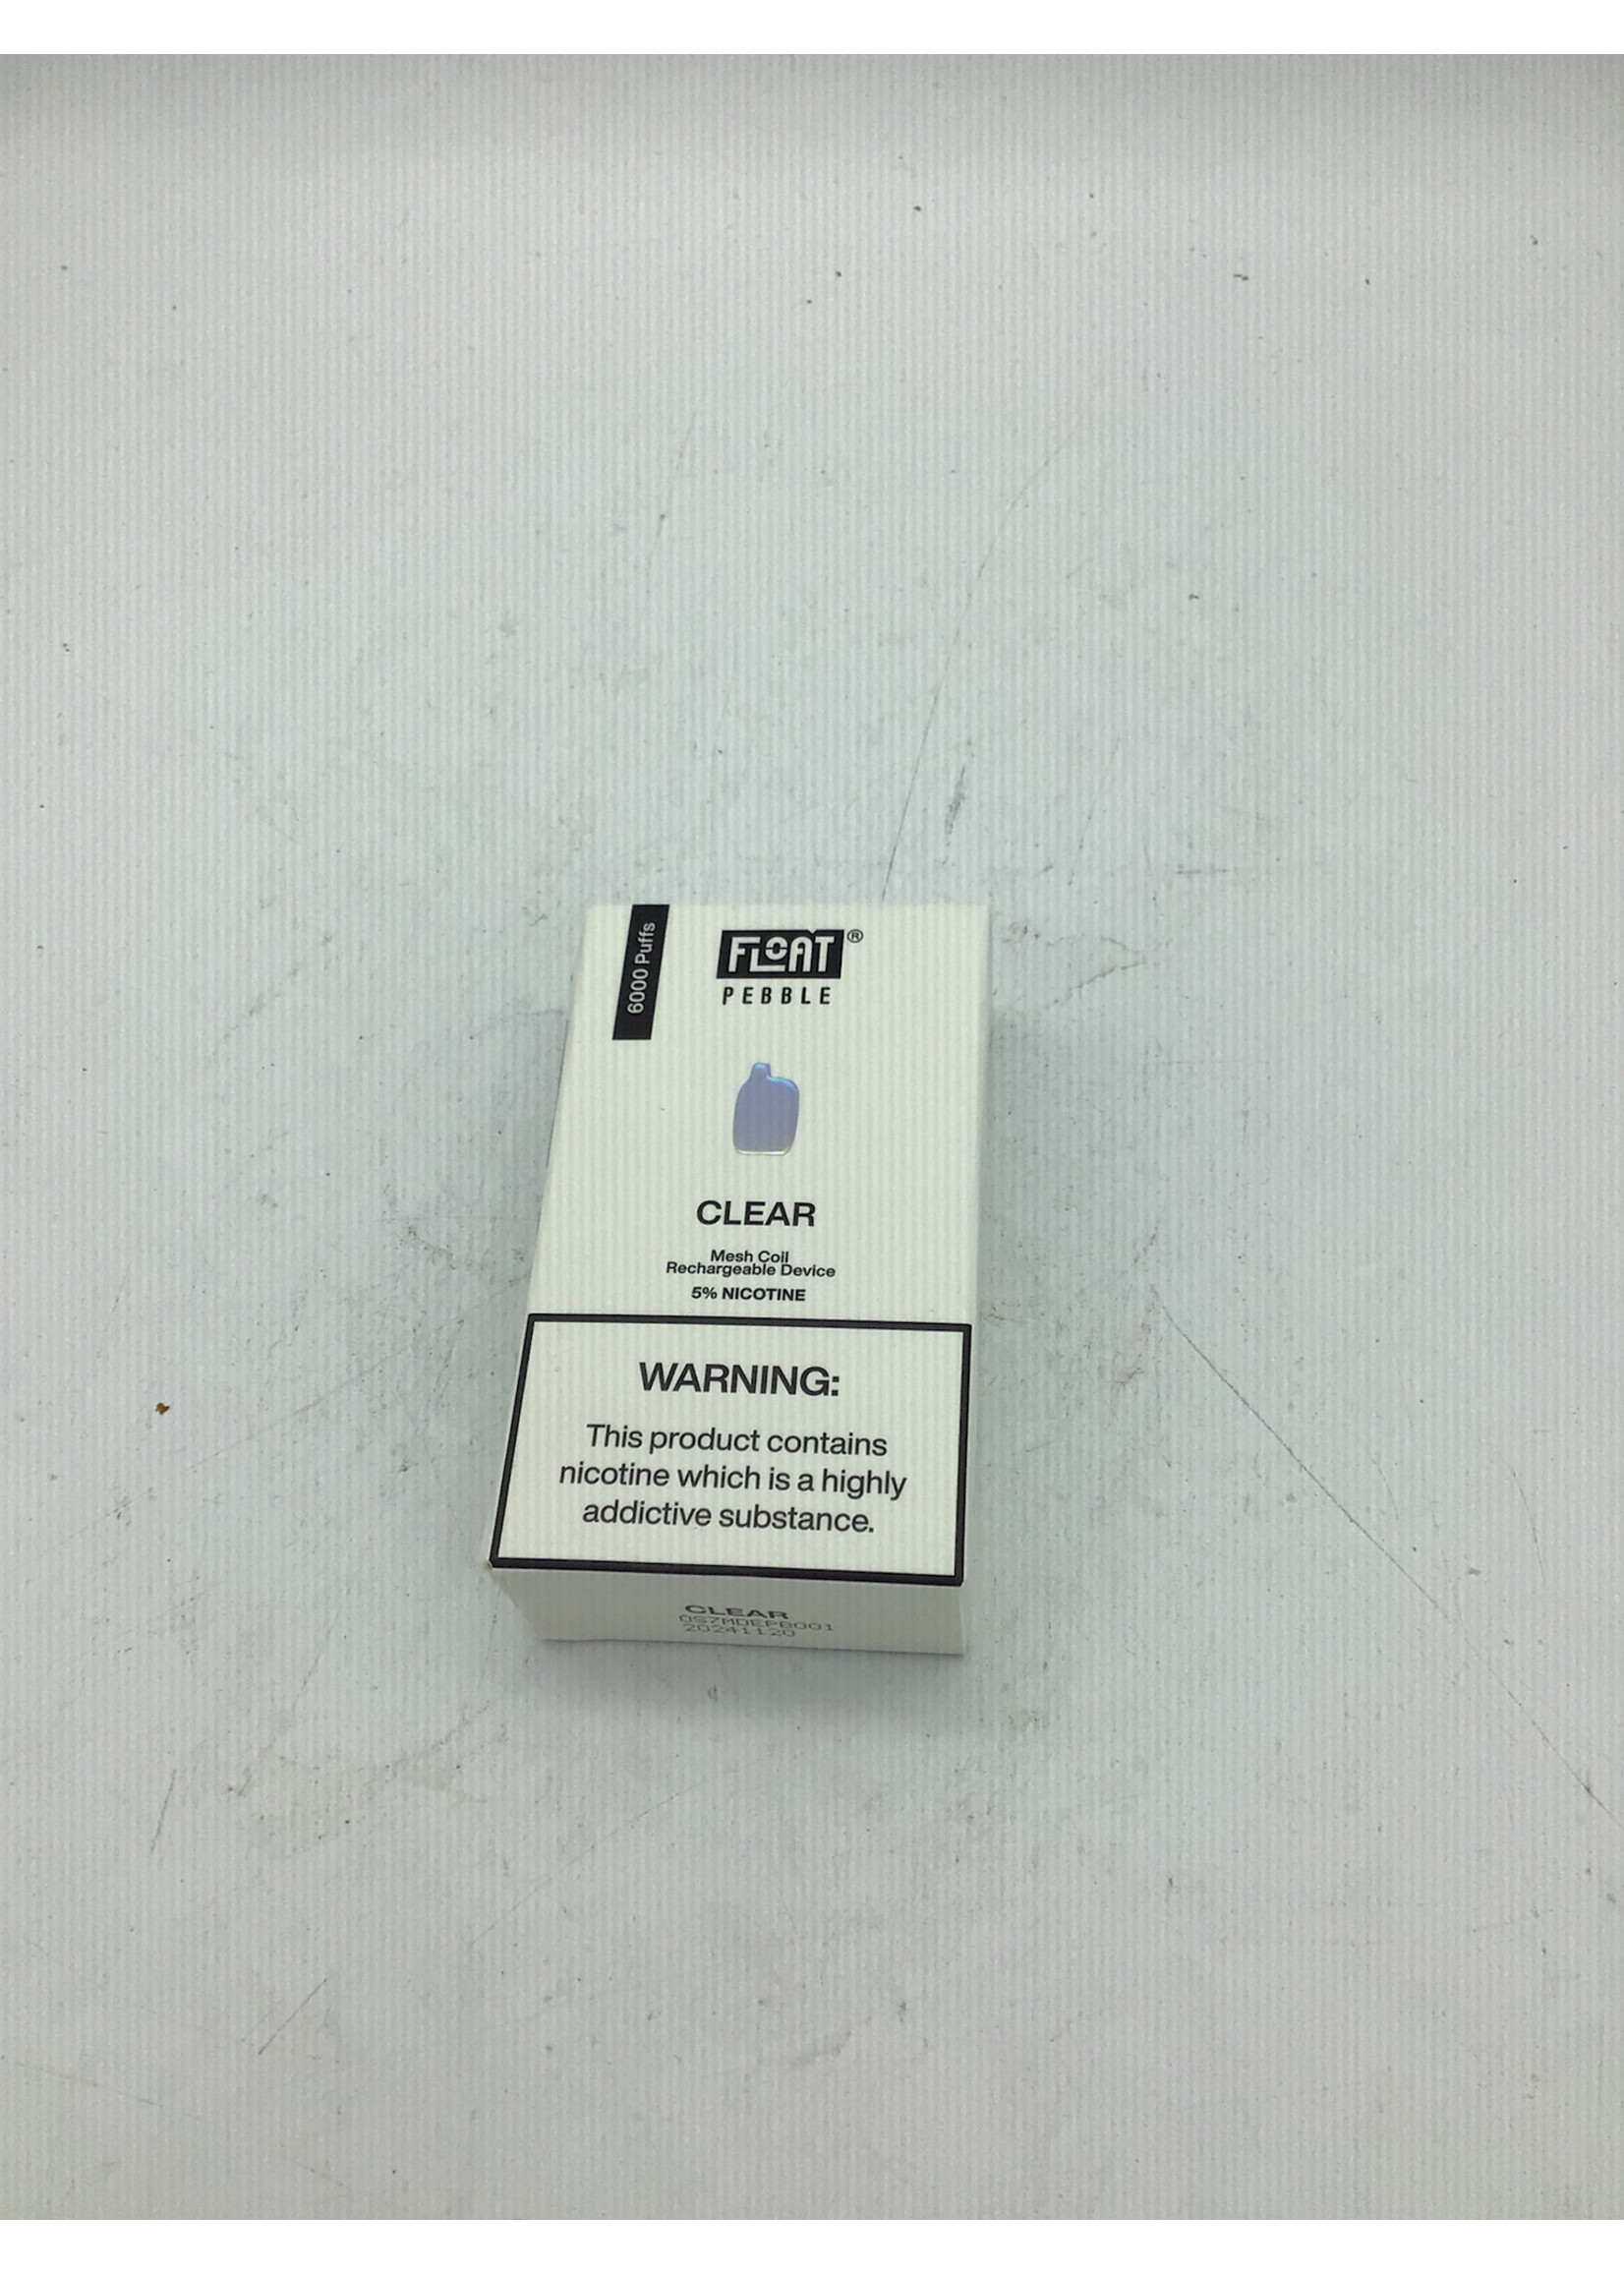 6000 Puffs
FLOAT®
PEBBLE
CLEAR
Mesh Coil
Rechargeable Device
5% NICOTINE
WARNING:
This product contains
nicotine which is a highly
addictive substance.
CLEAR
20241120